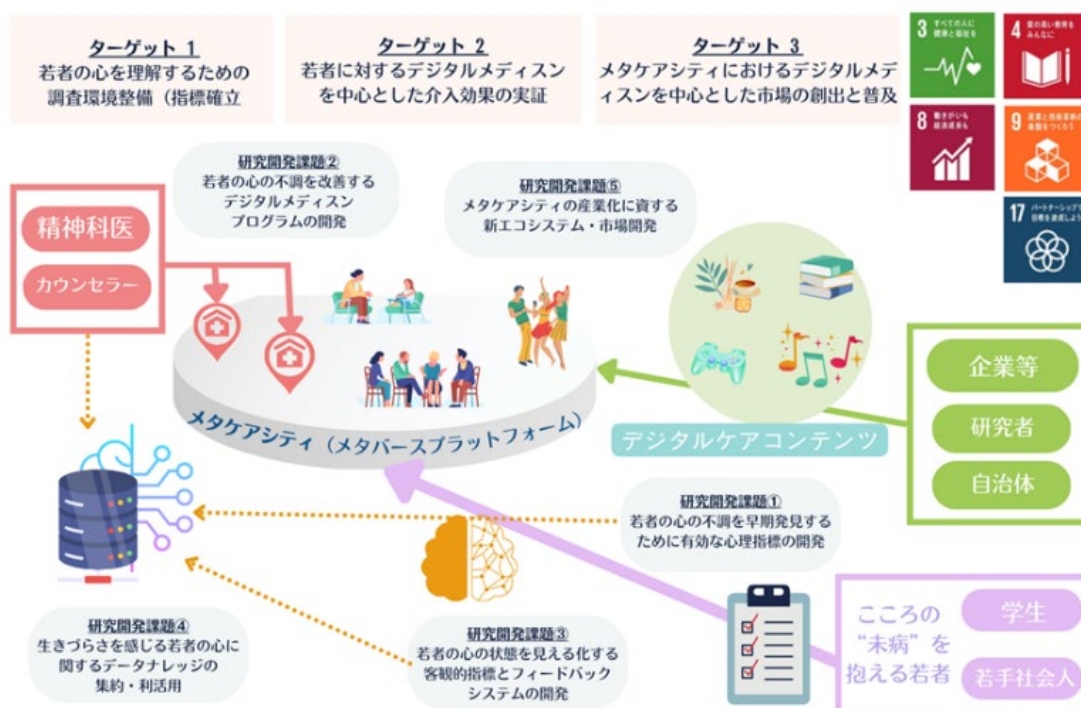 ターゲット 1
若者の心を理解するための
調査環境整備（指標確立
ターゲット 2
若者に対するデジタルメディスン
を中心とした介入効果の実証
ターゲット 3
メタケアシティにおけるデジタルメデ
ィスンを中心とした市場の創出と普及
3 すべての人に
健康と福祉を
4 質の高い教育を
みんなに
8 働きがいも
経済成長も
9 産業と技術革新の
基盤をつくろう
17 パートナーシップで
目標を達成しよう
研究開発課題②
若者の心の不調を改善する
デジタルメディスン
プログラムの開発
研究開発課題⑤
メタケアシティの産業化に資する
新エコシステム・市場開発
精神科医
カウンセラー
メタケアシティ（メタバースプラットフォーム）
デジタルケアコンテンツ
企業等
研究者
自治体
研究開発課題①
若者の心の不調を早期発見する
ために有効な心理指標の開発
研究開発課題④
生きづらさを感じる若者の心に
関するデータナレッジの
集約・利活用
研究開発課題③
若者の心の状態を見える化する
客観的指標とフィードバック
システムの開発
こころの
“未病”を
抱える若者
学生
若手社会人